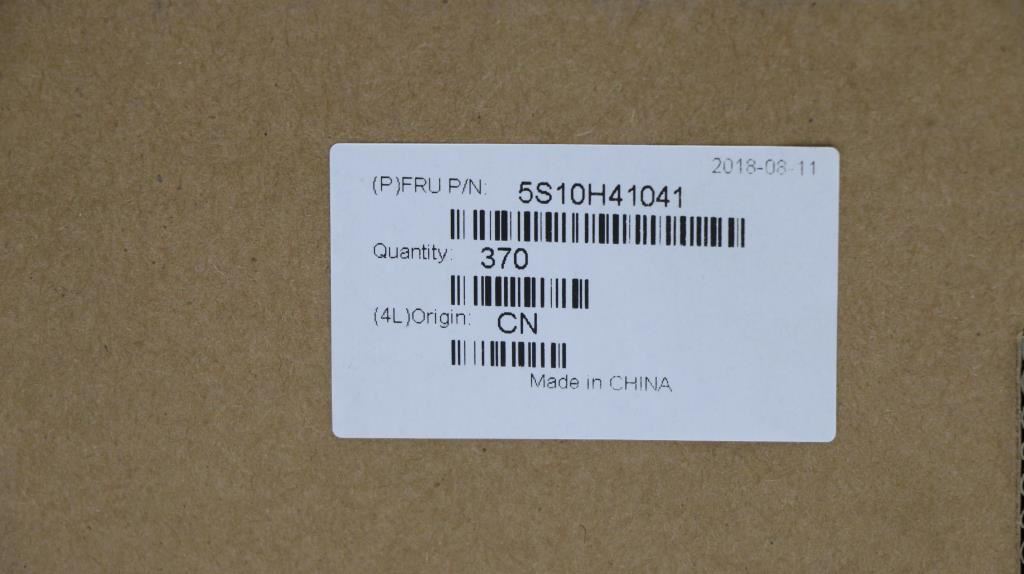 2018-08-11
(P)FRU P/N: 5S10H41041
Quantity: 370
(4L)Origin: CN
Made in CHINA